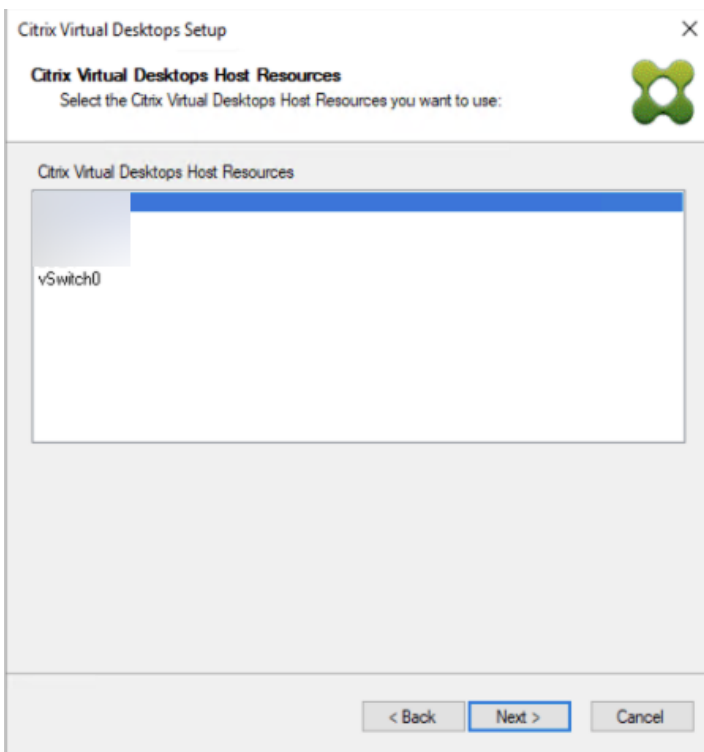 Citrix Virtual Desktops Setup
Citrix Virtual Desktops Host Resources
Select the Citrix Virtual Desktops Host Resources you want to use:
Citrix Virtual Desktops Host Resources
vSwitch0
< Back Next > Cancel